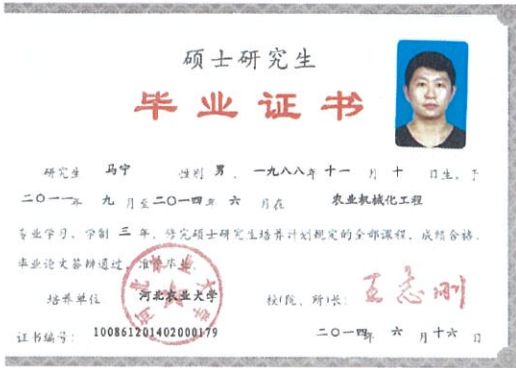 硕士研究生
毕业证书
研究生 马宁 性别 男, 一九八八年 十一 月 十 日生, 于
二〇一一年 九 月至二〇一四年 六 月在 农业机械化工程
专业学习, 学制 三 年, 修完硕士研究生培养计划规定的全部课程, 成绩合格,
毕业论文答辩通过, 准予毕业.
培养单位 河北农业大学 校(院、所)长:
证书编号: 100861201402000179 二〇一四年 六 月十六 日